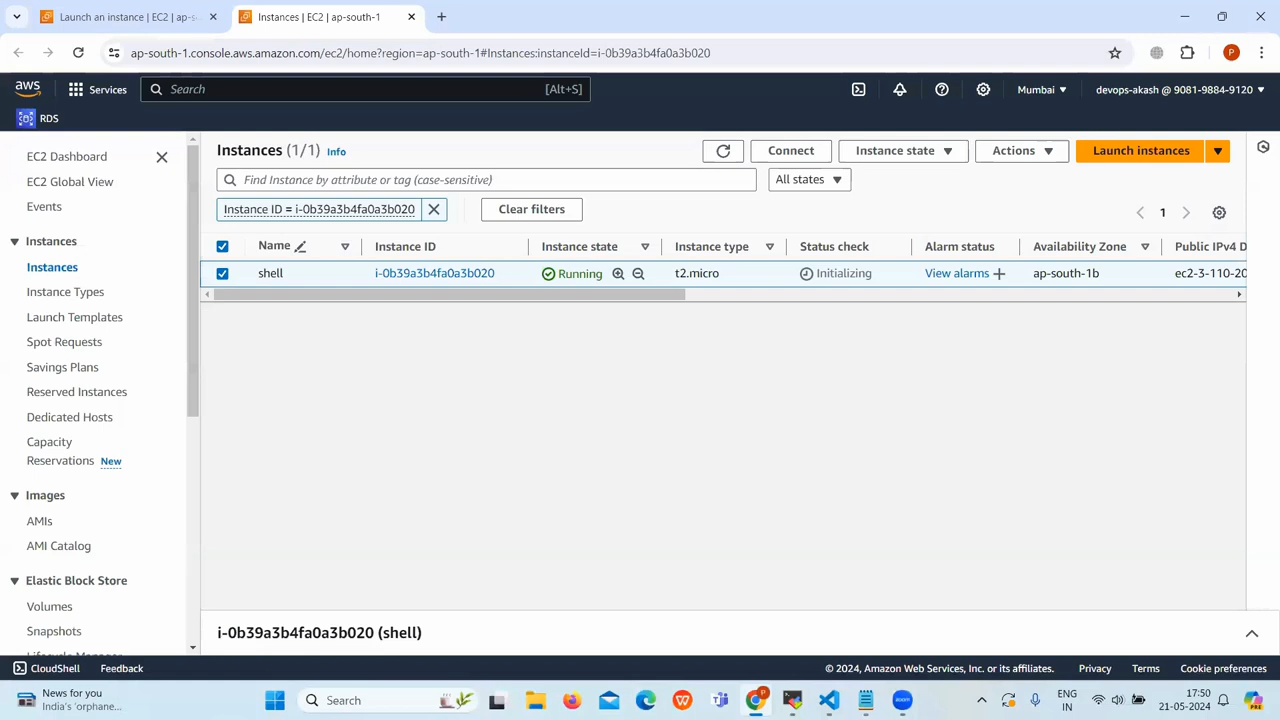 Launch an instance | EC2 | ap-s
Instances | EC2 | ap-south-1
ap-south-1.console.aws.amazon.com/ec2/home?region=ap-south-1#Instances:instanceId=i-0b39a3b4fa0a3b020
P
aws
Services
Search
[Alt+S]
Mumbai
devops-akash @ 9081-9884-9120
RDS
EC2 Dashboard
EC2 Global View
Events
Instances
Instances
Instance Types
Launch Templates
Spot Requests
Savings Plans
Reserved Instances
Dedicated Hosts
Capacity
Reservations New
Images
AMIs
AMI Catalog
Elastic Block Store
Volumes
Snapshots
Lifecycle Manager
Instances (1/1) Info
Connect
Instance state
Actions
Launch instances
Find Instance by attribute or tag (case-sensitive)
All states
Instance ID = i-0b39a3b4fa0a3b020
Clear filters
1
Name
Instance ID
Instance state
Instance type
Status check
Alarm status
Availability Zone
Public IPv4 D
shell
i-0b39a3b4fa0a3b020
Running
t2.micro
Initializing
View alarms
ap-south-1b
ec2-3-110-20
i-0b39a3b4fa0a3b020 (shell)
CloudShell
Feedback
© 2024, Amazon Web Services, Inc. or its affiliates.
Privacy
Terms
Cookie preferences
News for you
India's 'orphane...
Search
ENG
IN
17:50
21-05-2024